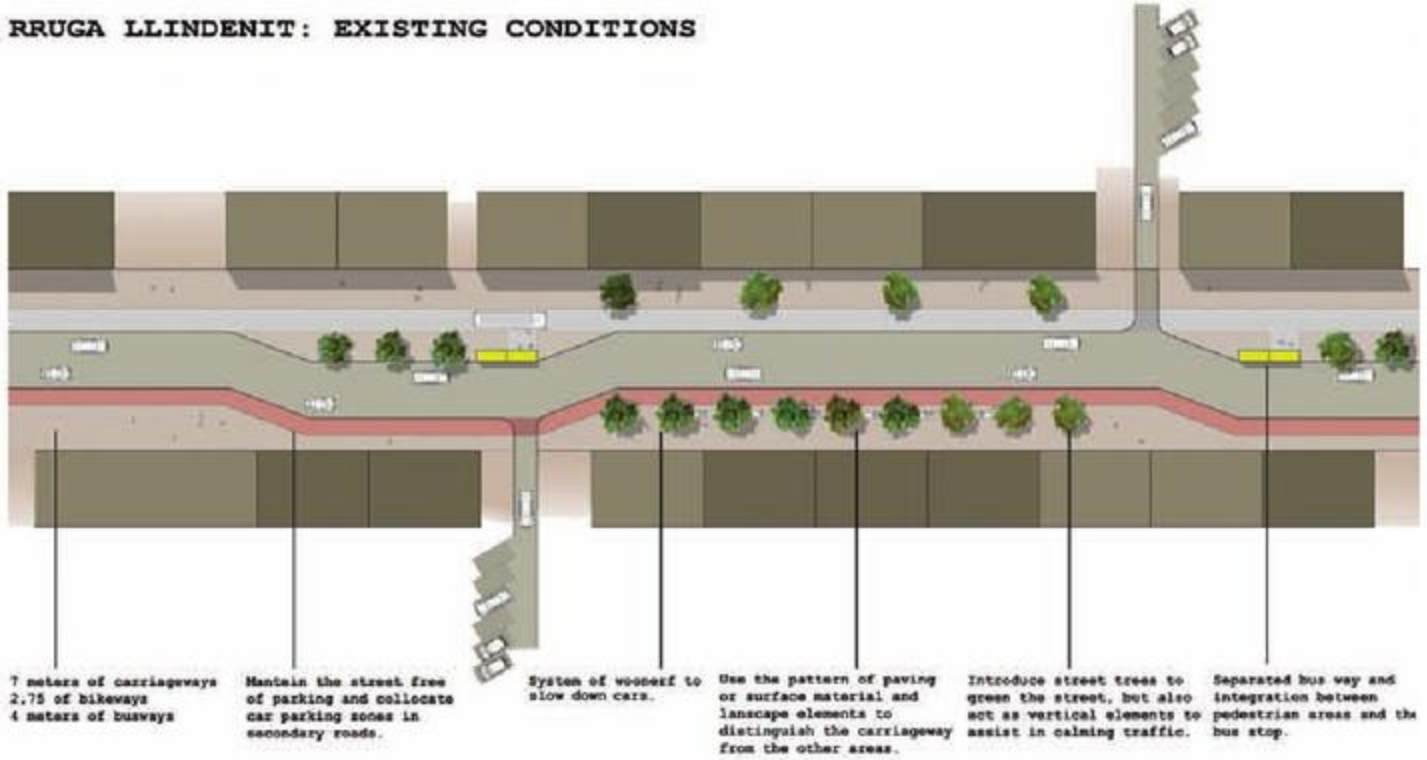 RRUGA LLINDENIT: EXISTING CONDITIONS
7 meters of carriageways
2,75 of bikeways
4 meters of busways
Mantain the street free
of parking and collocate
car parking zones in
secondary roads.
System of woonerf to
slow down cars.
Use the pattern of paving
or surface material and
lanscape elements to
distinguish the carriageway
from the other areas.
Introduce street trees to
green the street, but also
act as vertical elements to
assist in calming traffic.
Separated bus way and
integration between
pedestrian areas and the
bus stop.